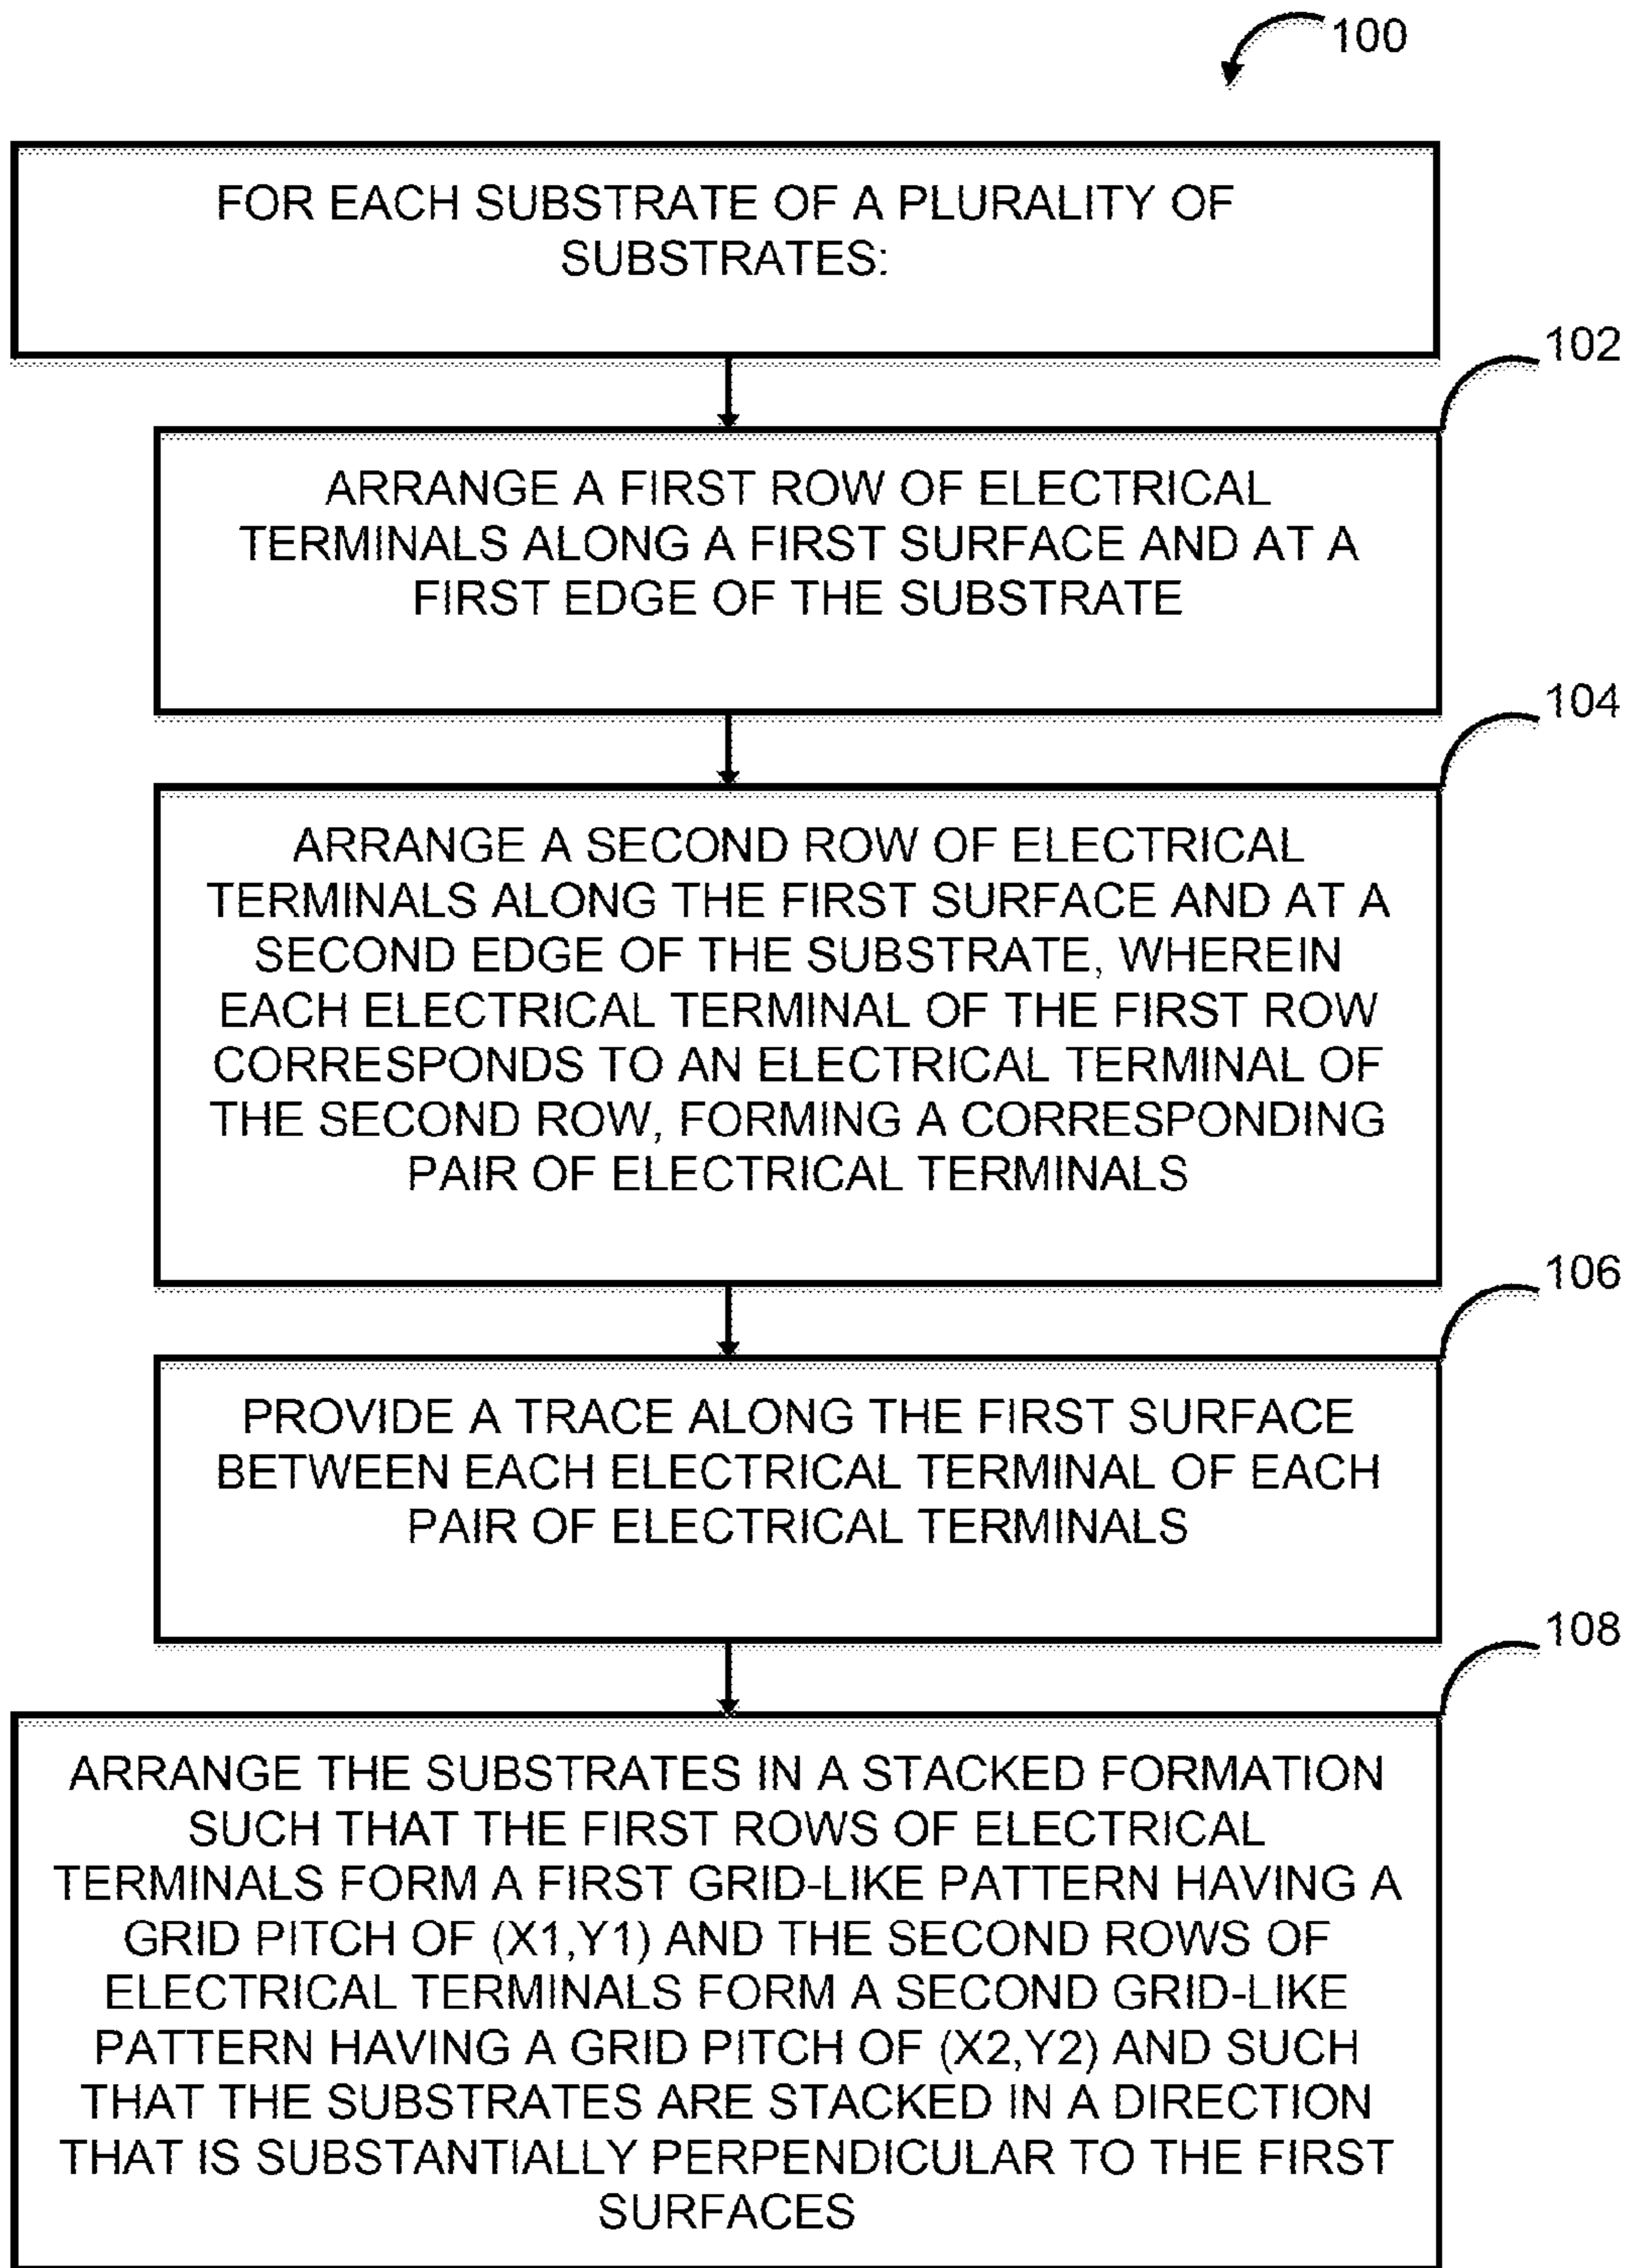 100
FOR EACH SUBSTRATE OF A PLURALITY OF
SUBSTRATES:
102
ARRANGE A FIRST ROW OF ELECTRICAL
TERMINALS ALONG A FIRST SURFACE AND AT A
FIRST EDGE OF THE SUBSTRATE
104
ARRANGE A SECOND ROW OF ELECTRICAL
TERMINALS ALONG THE FIRST SURFACE AND AT A
SECOND EDGE OF THE SUBSTRATE, WHEREIN
EACH ELECTRICAL TERMINAL OF THE FIRST ROW
CORRESPONDS TO AN ELECTRICAL TERMINAL OF
THE SECOND ROW, FORMING A CORRESPONDING
PAIR OF ELECTRICAL TERMINALS
106
PROVIDE A TRACE ALONG THE FIRST SURFACE
BETWEEN EACH ELECTRICAL TERMINAL OF EACH
PAIR OF ELECTRICAL TERMINALS
108
ARRANGE THE SUBSTRATES IN A STACKED FORMATION
SUCH THAT THE FIRST ROWS OF ELECTRICAL
TERMINALS FORM A FIRST GRID-LIKE PATTERN HAVING A
GRID PITCH OF (X1,Y1) AND THE SECOND ROWS OF
ELECTRICAL TERMINALS FORM A SECOND GRID-LIKE
PATTERN HAVING A GRID PITCH OF (X2,Y2) AND SUCH
THAT THE SUBSTRATES ARE STACKED IN A DIRECTION
THAT IS SUBSTANTIALLY PERPENDICULAR TO THE FIRST
SURFACES